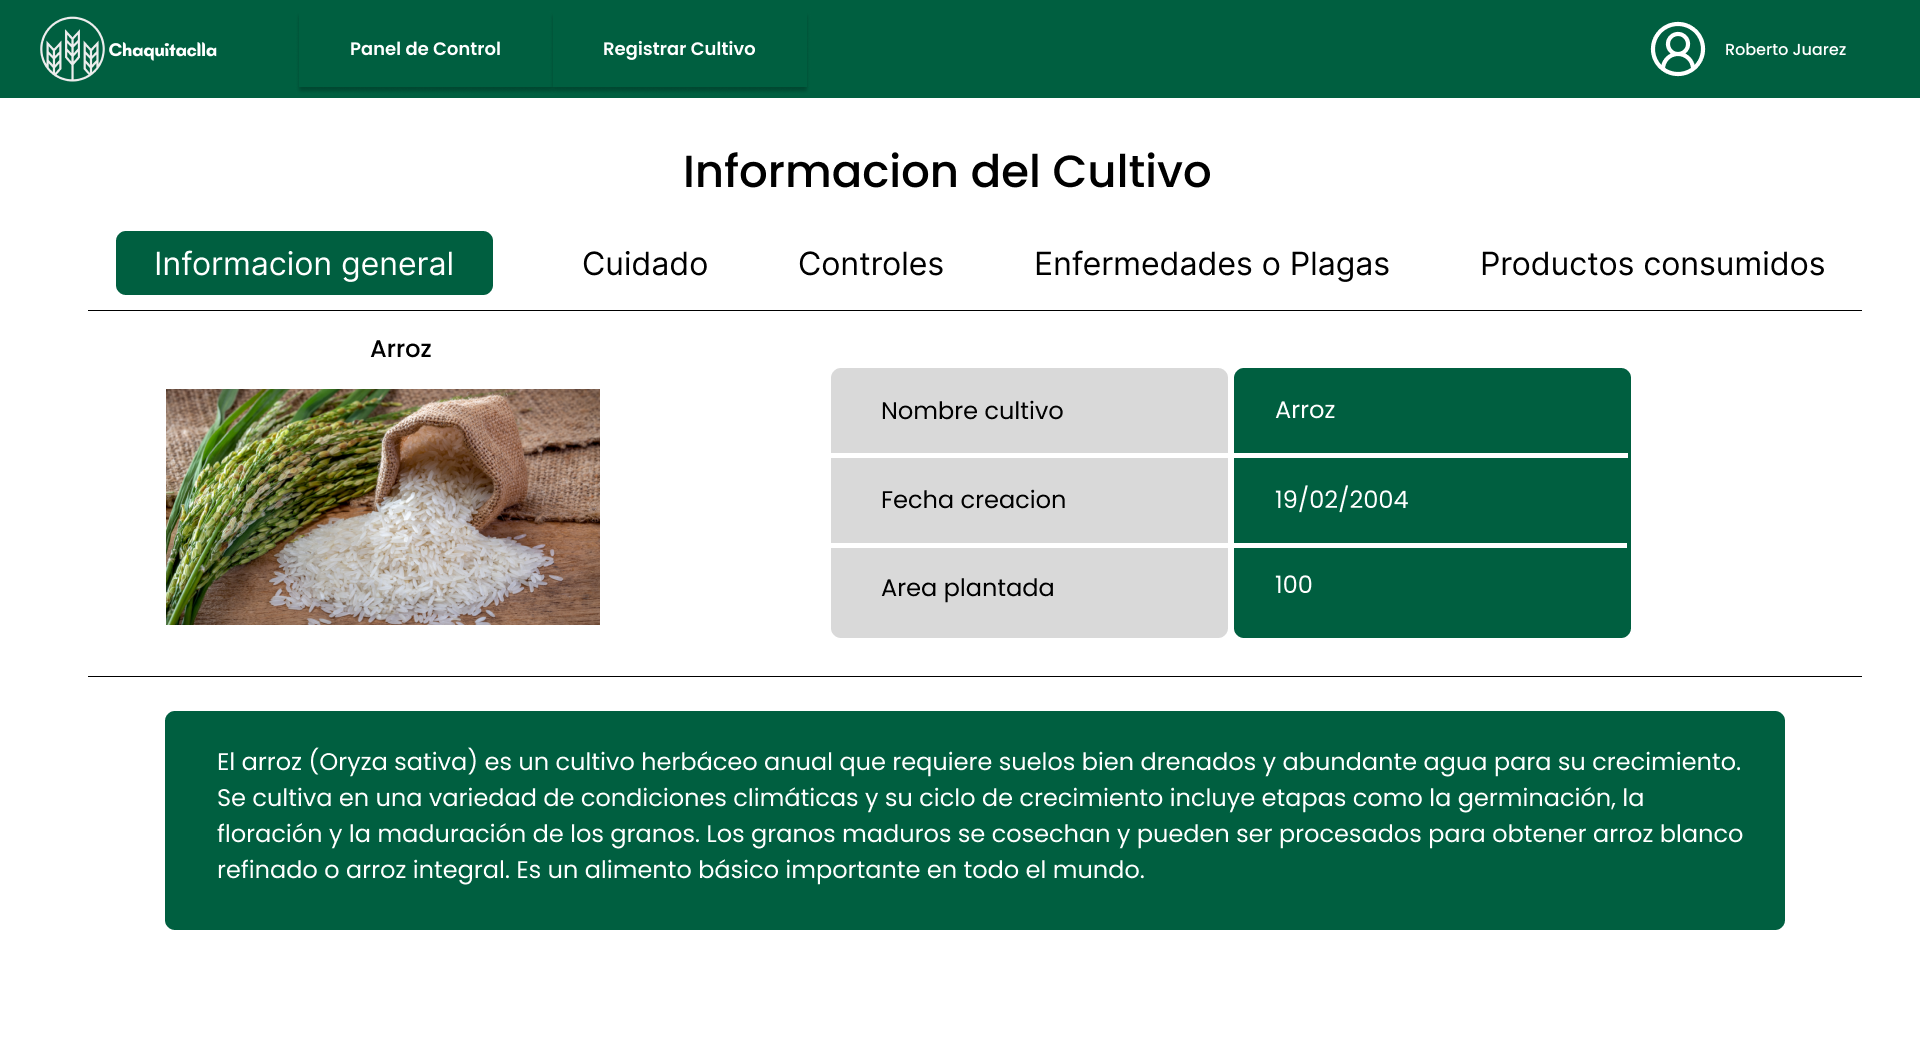 Chaquitaclla
Panel de Control
Registrar Cultivo
Roberto Juarez
Informacion del Cultivo
Informacion general
Cuidado
Controles
Enfermedades o Plagas
Productos consumidos
Arroz
Nombre cultivo
Arroz
Fecha creacion
19/02/2004
Area plantada
100
El arroz (Oryza sativa) es un cultivo herbáceo anual que requiere suelos bien drenados y abundante agua para su crecimiento.
Se cultiva en una variedad de condiciones climáticas y su ciclo de crecimiento incluye etapas como la germinación, la
floración y la maduración de los granos. Los granos maduros se cosechan y pueden ser procesados para obtener arroz blanco
refinado o arroz integral. Es un alimento básico importante en todo el mundo.